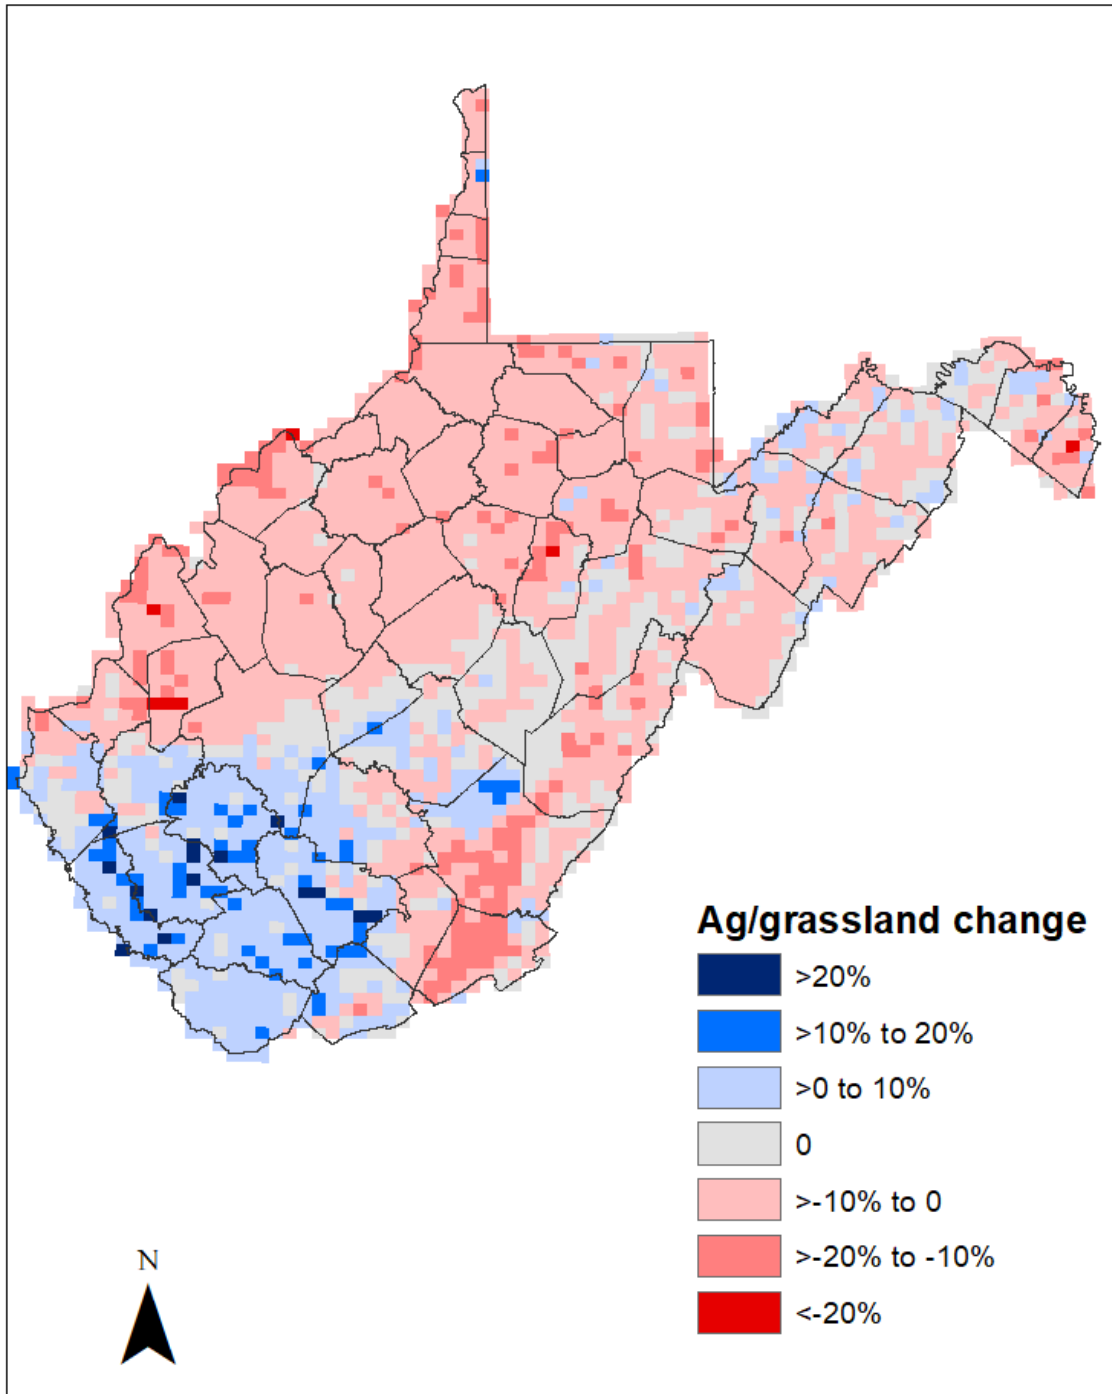 Ag/grassland change
>20%
>10% to 20%
>0 to 10%
0
>-10% to 0
>-20% to -10%
<-20%
N